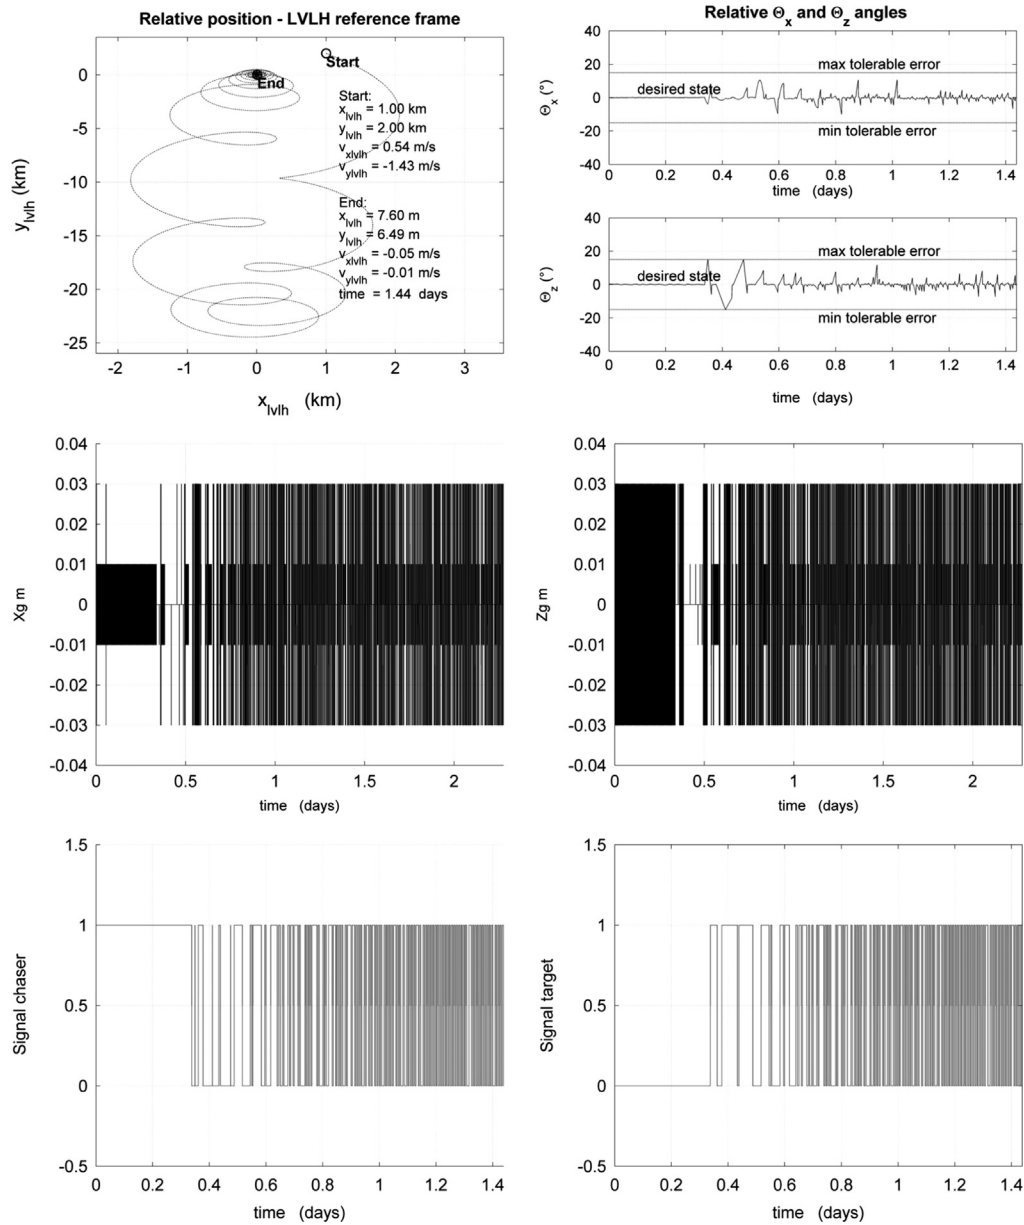 Relative position - LVLH reference frame
0
-5
-10
-15
-20
-25
y_lvlh (km)
Start
End
Start:
x_lvlh = 1.00 km
y_lvlh = 2.00 km
v_xlvlh = 0.54 m/s
v_ylvlh = -1.43 m/s
End:
x_lvlh = 7.60 m
y_lvlh = 6.49 m
v_xlvlh = -0.05 m/s
v_ylvlh = -0.01 m/s
time = 1.44 days
-2 -1 0 1 2 3
x_lvlh (km)
Relative Θ_x and Θ_z angles
40
20
0
-20
-40
Θ_x (°)
max tolerable error
desired state
min tolerable error
0 0.2 0.4 0.6 0.8 1 1.2 1.4
time (days)
40
20
0
-20
-40
Θ_z (°)
max tolerable error
desired state
min tolerable error
0 0.2 0.4 0.6 0.8 1 1.2 1.4
time (days)
0.04
0.03
0.02
0.01
0
-0.01
-0.02
-0.03
-0.04
Xg m
0 0.5 1 1.5 2
time (days)
0.04
0.03
0.02
0.01
0
-0.01
-0.02
-0.03
-0.04
Zg m
0 0.5 1 1.5 2
time (days)
1.5
1
0.5
0
-0.5
Signal chaser
0 0.2 0.4 0.6 0.8 1 1.2 1.4
time (days)
1.5
1
0.5
0
-0.5
Signal target
0 0.2 0.4 0.6 0.8 1 1.2 1.4
time (days)